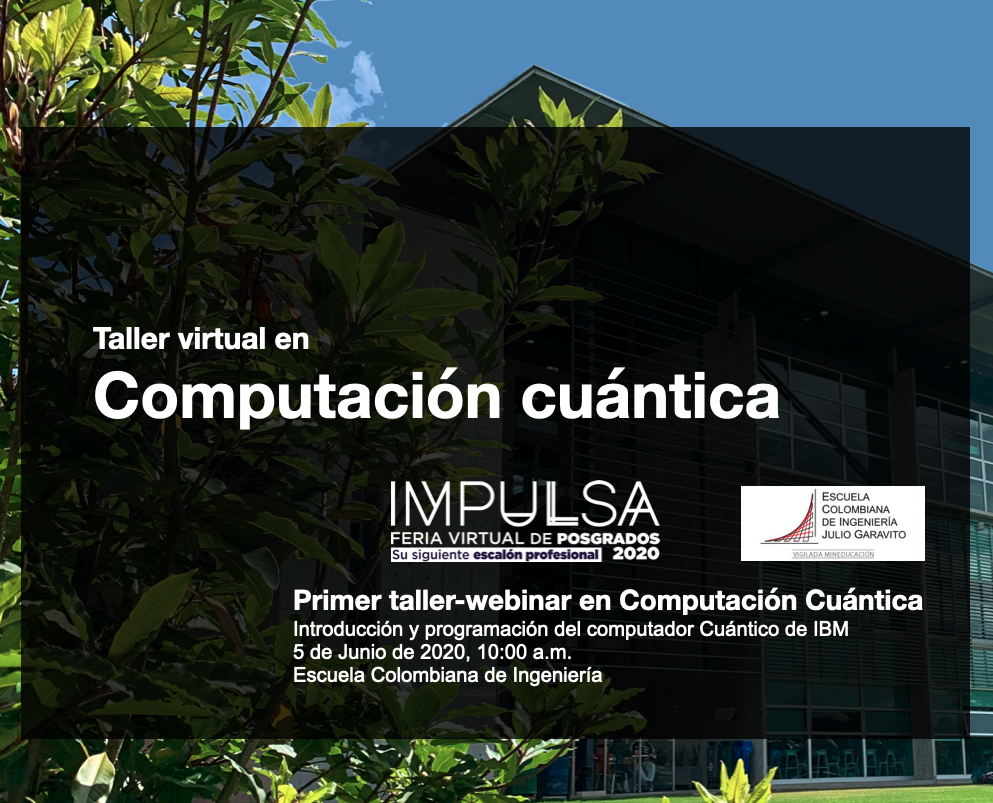 Taller virtual en
Computación cuántica
IMPULSA
FERIA VIRTUAL DE POSGRADOS
Su siguiente escalón profesional 2020
ESCUELA
COLOMBIANA
DE INGENIERÍA
JULIO GARAVITO
VIGILADA MINEDUCACIÓN
Primer taller-webinar en Computación Cuántica
Introducción y programación del computador Cuántico de IBM
5 de Junio de 2020, 10:00 a.m.
Escuela Colombiana de Ingeniería